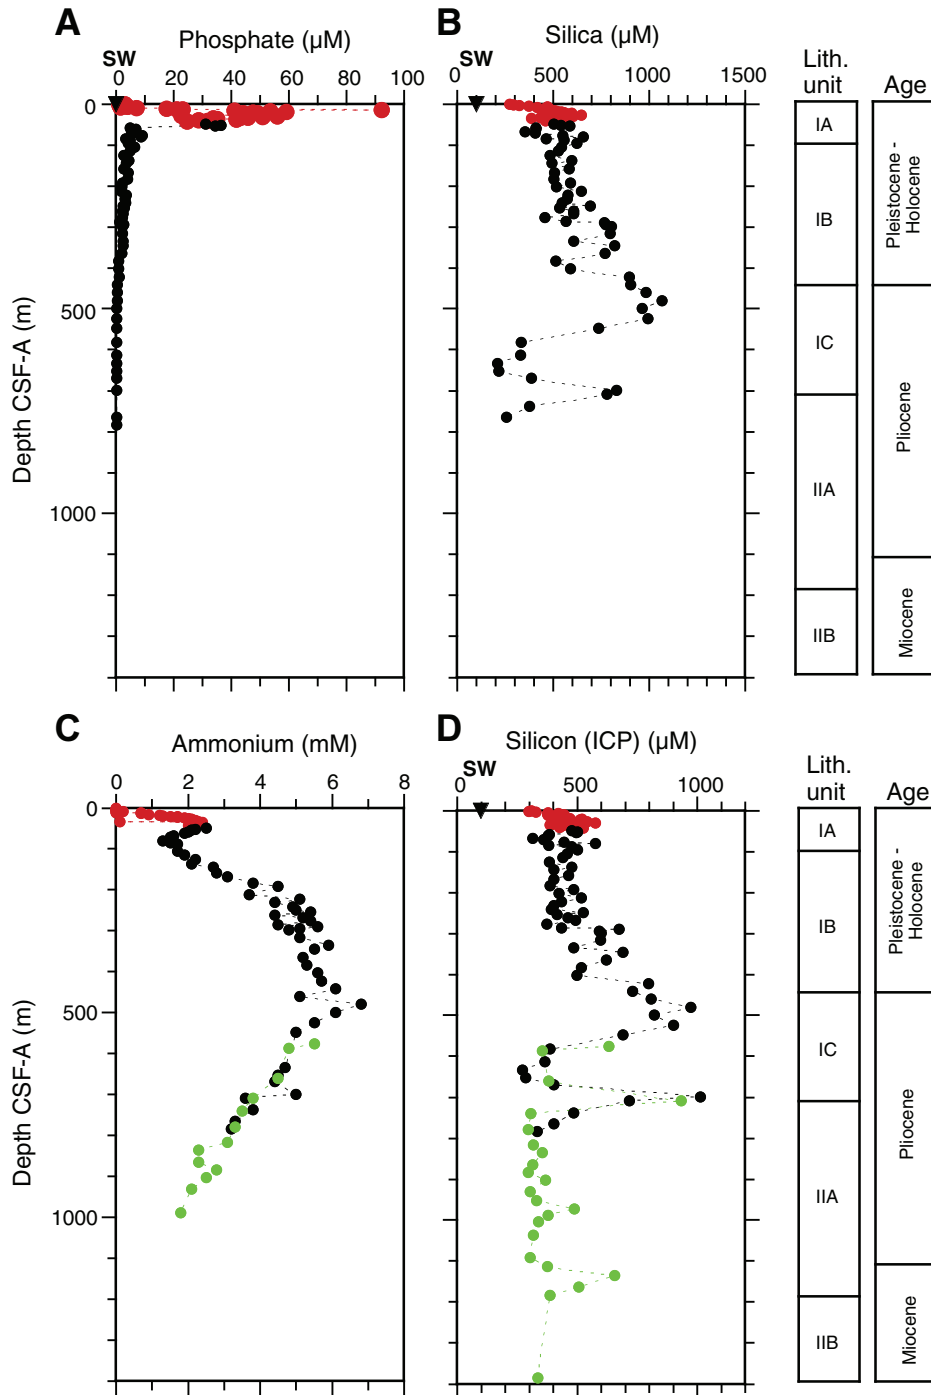 A
Phosphate (µM)
SW
0 20 40 60 80 100
0
500
1000
Depth CSF-A (m)
B
Silica (µM)
SW
0 500 1000 1500
Lith.
unit
Age
IA
IB
IC
IIA
IIB
Pleistocene -
Holocene
Pliocene
Miocene
C
Ammonium (mM)
0 2 4 6 8
0
500
1000
Depth CSF-A (m)
D
Silicon (ICP) (µM)
SW
0 5000 1000
Lith.
unit
Age
IA
IB
IC
IIA
IIB
Pleistocene -
Holocene
Pliocene
Miocene